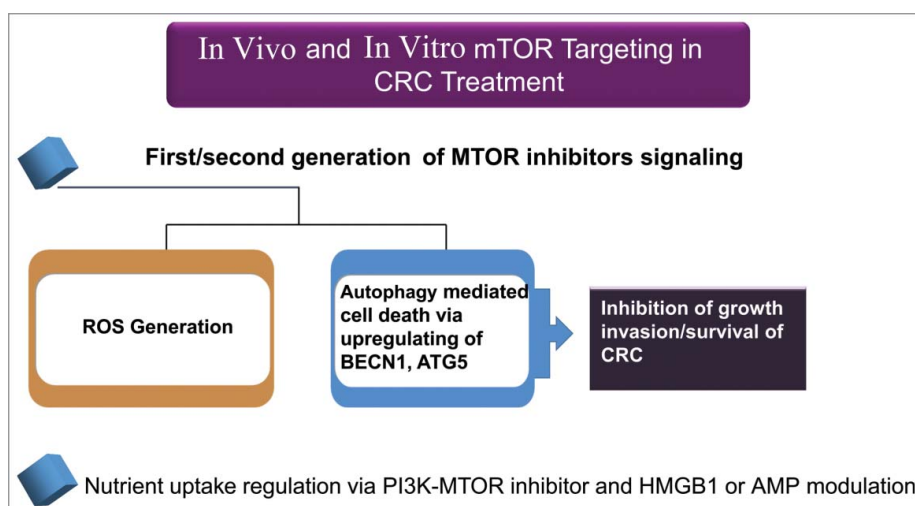 In Vivo and In Vitro mTOR Targeting in
CRC Treatment
First/second generation of MTOR inhibitors signaling
ROS Generation
Autophagy mediated
cell death via
upregulating of
BECN1, ATG5
Inhibition of growth
invasion/survival of
CRC
Nutrient uptake regulation via PI3K-MTOR inhibitor and HMGB1 or AMP modulation